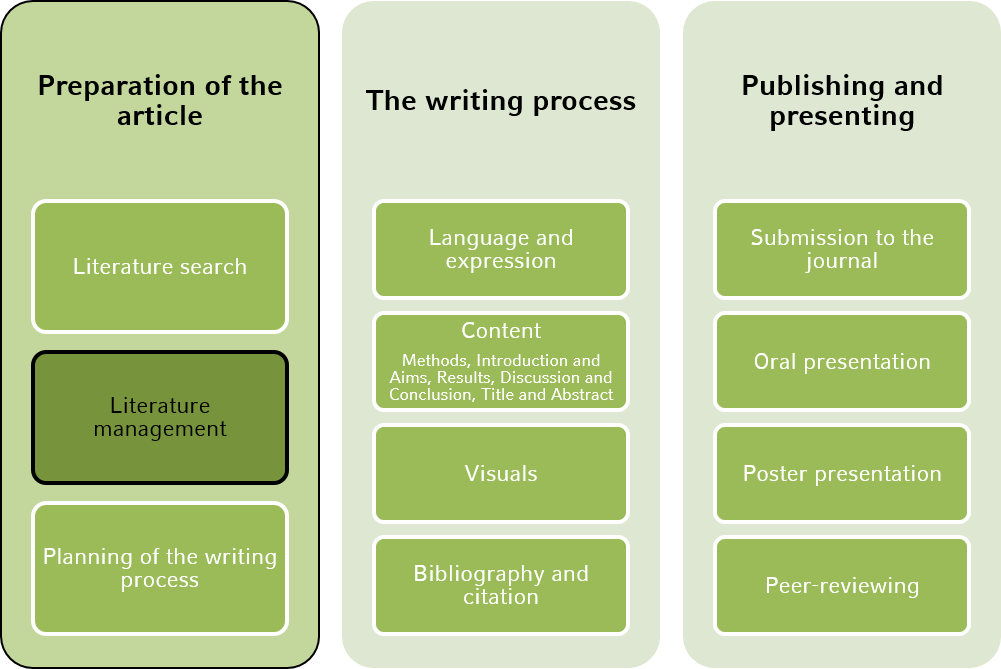 Preparation of the
article
Literature search
Literature
management
Planning of the writing
process
The writing process
Language and
expression
Content
Methods, Introduction and
Aims, Results, Discussion and
Conclusion, Title and Abstract
Visuals
Bibliography and
citation
Publishing and
presenting
Submission to the
journal
Oral presentation
Poster presentation
Peer-reviewing